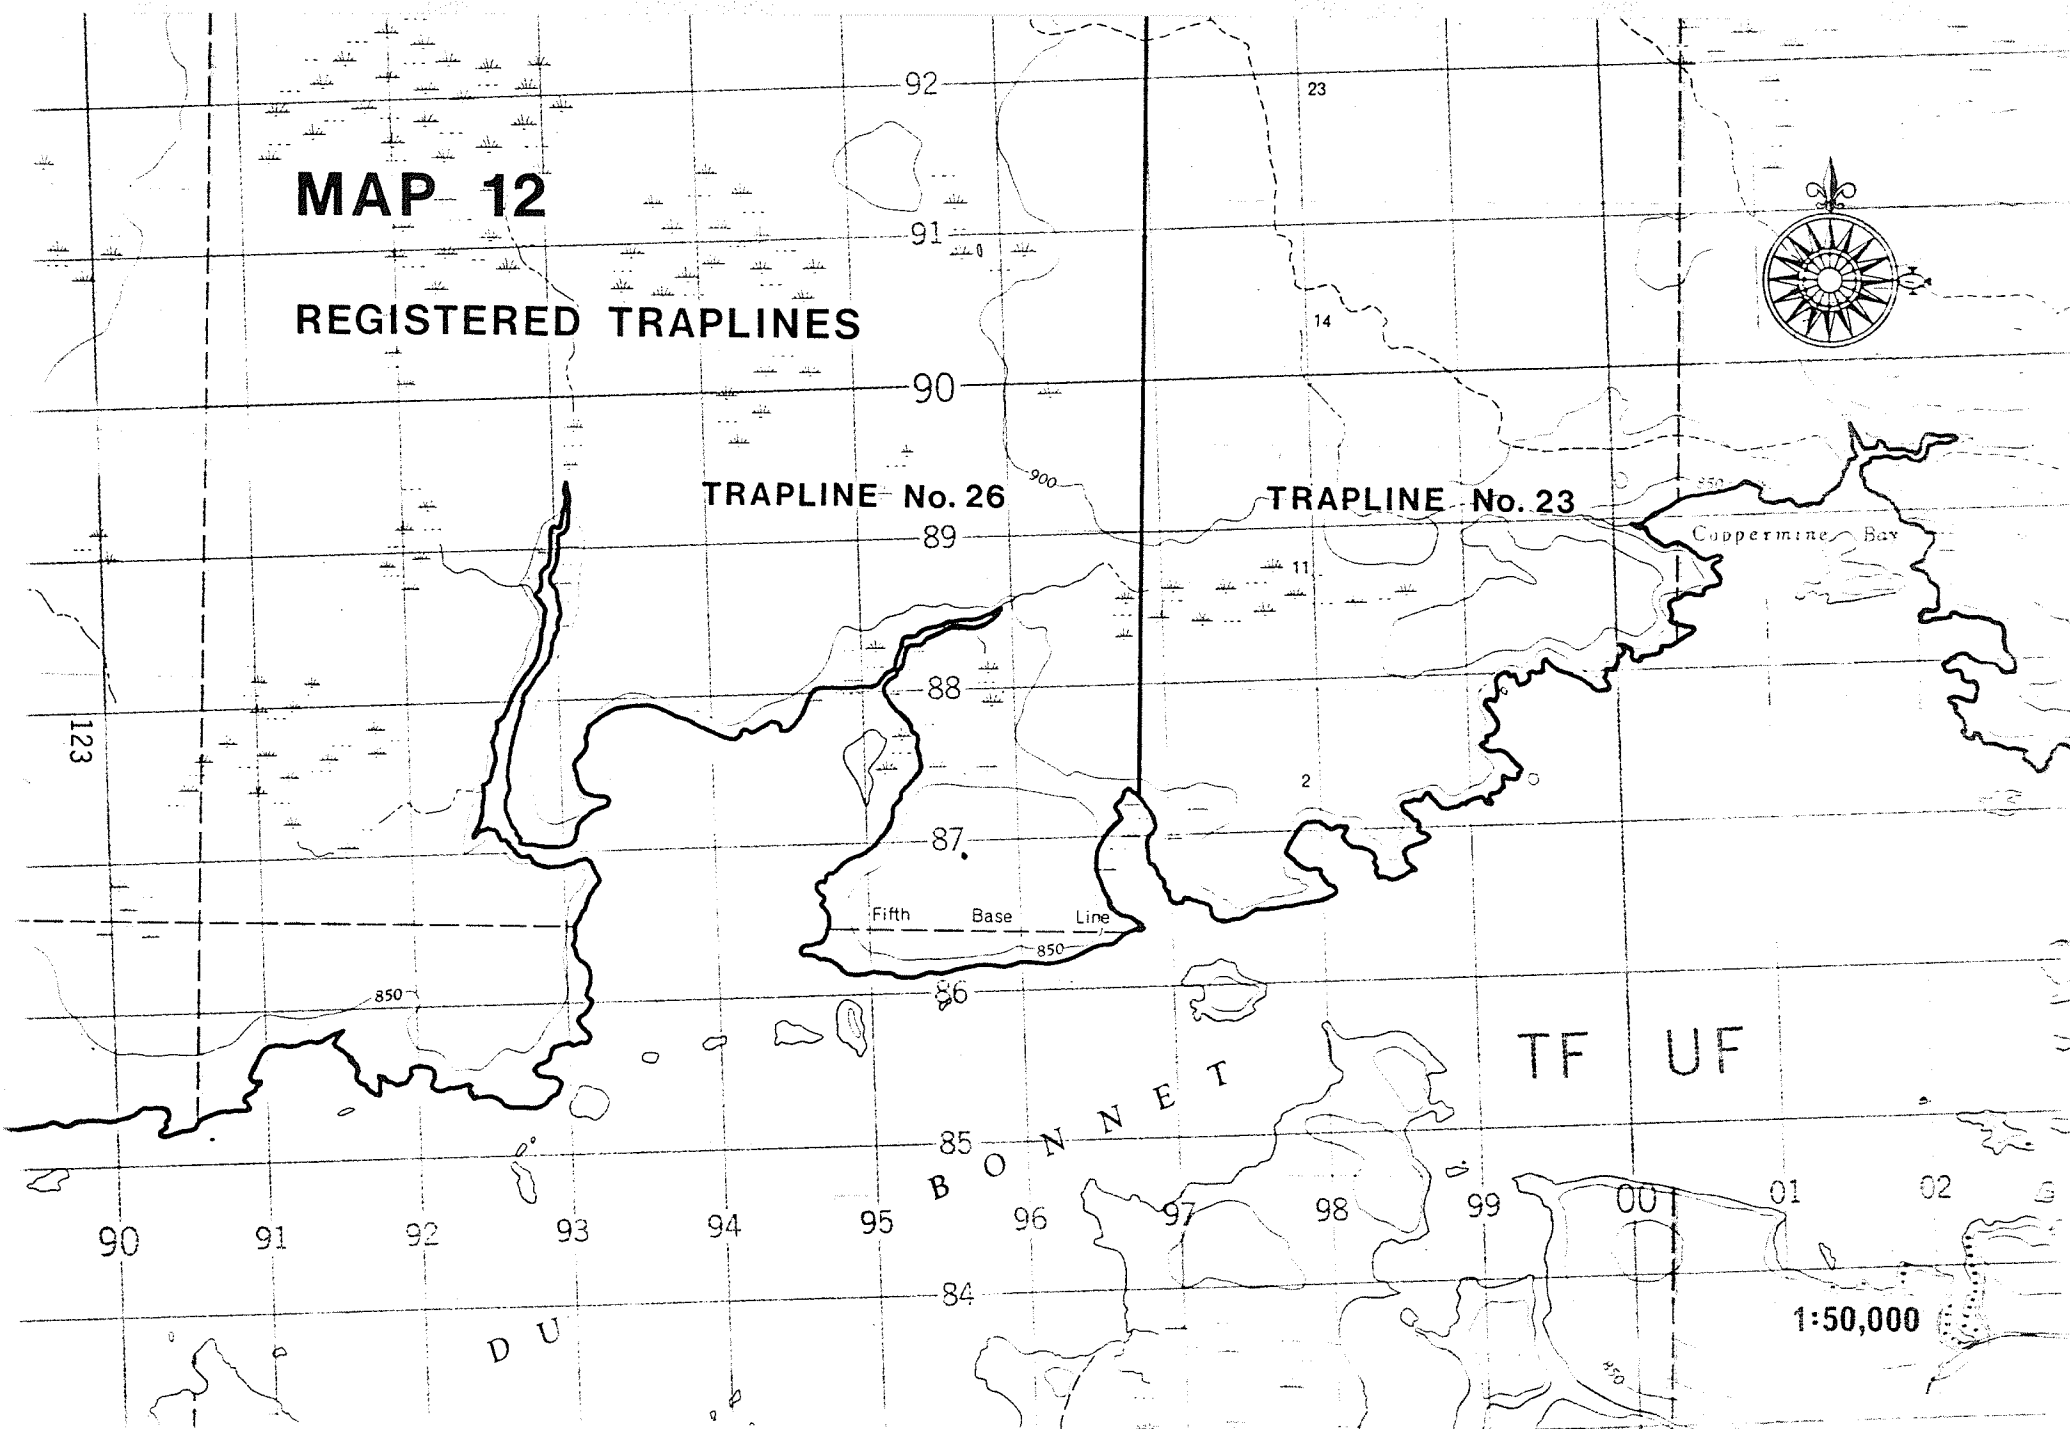 92
23
MAP 12
91
REGISTERED TRAPLINES
14
90
900
850
TRAPLINE No. 26
TRAPLINE No. 23
Coppermine Bay
89
11
88
123
2
87
Fifth Base Line
850
850
86
TF UF
BONNET
85
90 91 92 93 94 95 96 97 98 99 00 01 02
84
1:50,000
DU
850